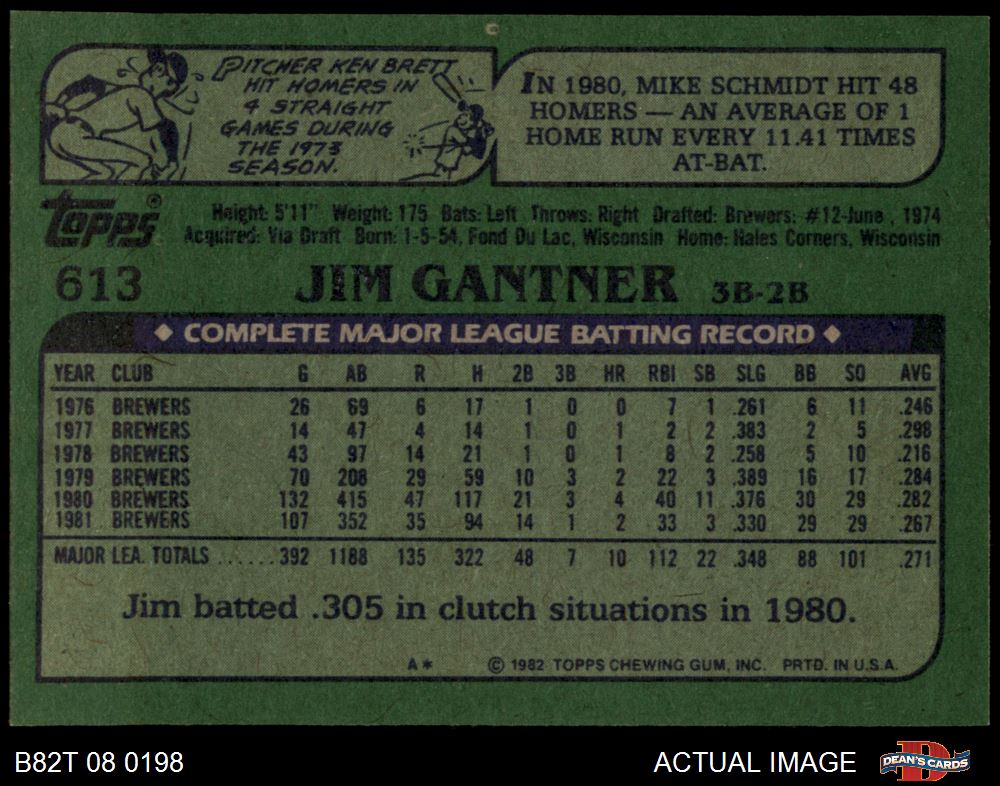 PITCHER KEN BRETT
HIT HOMERS IN
4 STRAIGHT
GAMES DURING
THE 1973
SEASON.
IN 1980, MIKE SCHMIDT HIT 48
HOMERS — AN AVERAGE OF 1
HOME RUN EVERY 11.41 TIMES
AT-BAT.
Topps®
Height: 5'11" Weight: 175 Bats: Left Throws: Right Drafted: Brewers: #12-June, 1974
Acquired: Via Draft Born: 1-5-54, Fond Du Lac, Wisconsin Home: Hales Corners, Wisconsin
613 JIM GANTNER 3B-2B
◆ COMPLETE MAJOR LEAGUE BATTING RECORD ◆
YEAR CLUB G AB R H 2B 3B HR RBI SB SLG BB SO AVG
1976 BREWERS 26 69 6 17 1 0 0 7 1 .261 6 11 .246
1977 BREWERS 14 47 4 14 1 0 1 2 2 .383 2 5 .298
1978 BREWERS 43 97 14 21 1 0 1 8 2 .258 5 10 .216
1979 BREWERS 70 208 29 59 10 3 2 22 3 .389 16 17 .284
1980 BREWERS 132 415 47 117 21 3 4 40 11 .376 30 29 .282
1981 BREWERS 107 352 35 94 14 1 2 33 3 .330 29 29 .267
MAJOR LEA. TOTALS ......392 1188 135 322 48 7 10 112 22 .348 88 101 .271
Jim batted .305 in clutch situations in 1980.
A* © 1982 TOPPS CHEWING GUM, INC. PRTD. IN U.S.A.
B82T 08 0198 ACTUAL IMAGE
D DEAN'S CARDS